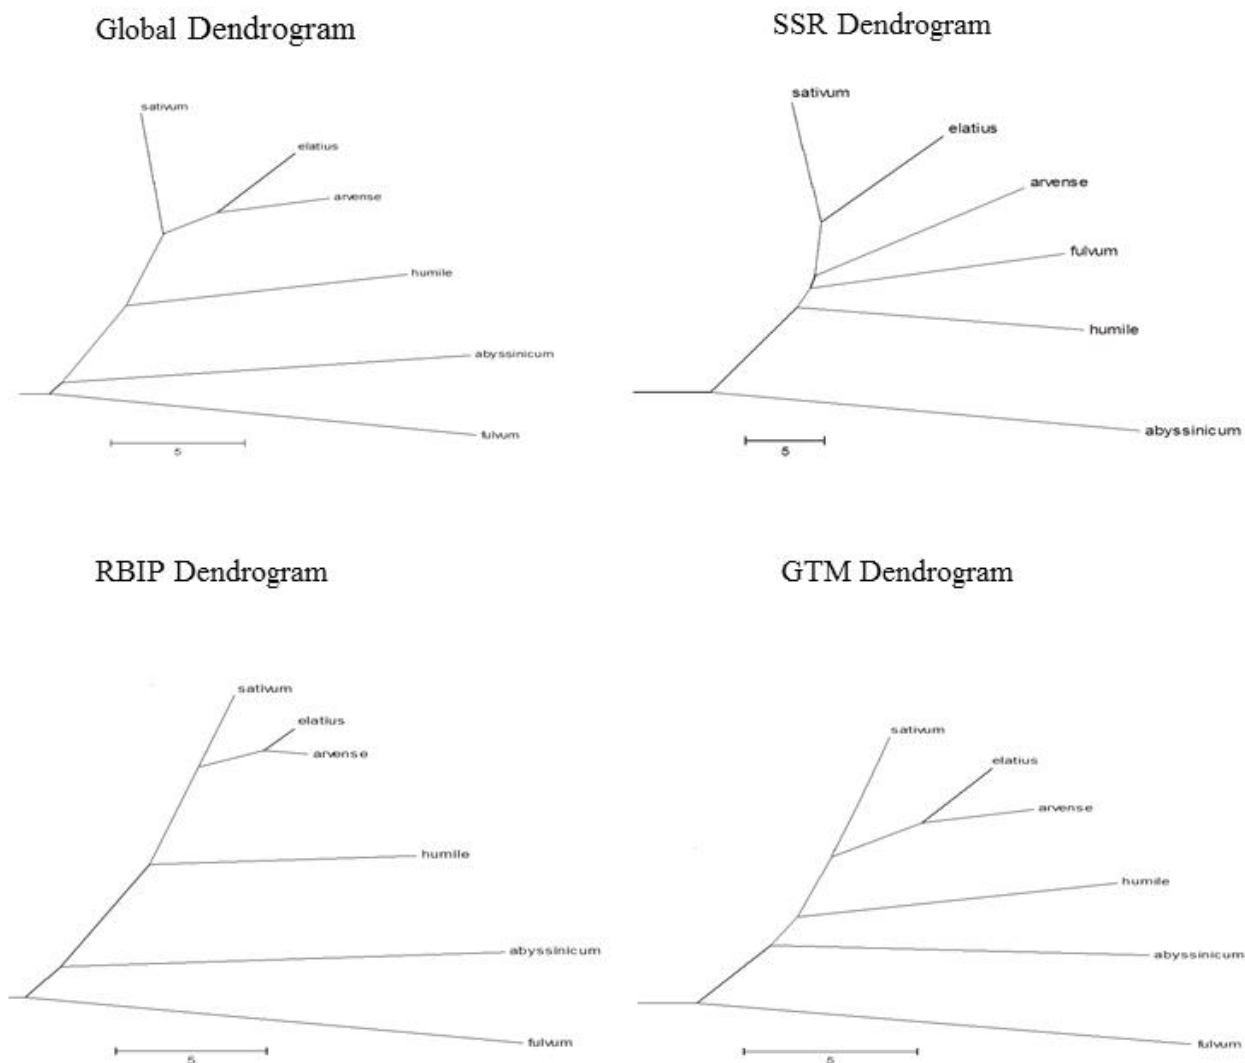 Global Dendrogram
sativum
elatius
arvense
humile
abyssinicum
fulvum
5
SSR Dendrogram
sativum
elatius
arvense
fulvum
humile
abyssinicum
5
RBIP Dendrogram
sativum
elatius
arvense
humile
abyssinicum
fulvum
5
GTM Dendrogram
sativum
elatius
arvense
humile
abyssinicum
fulvum
5